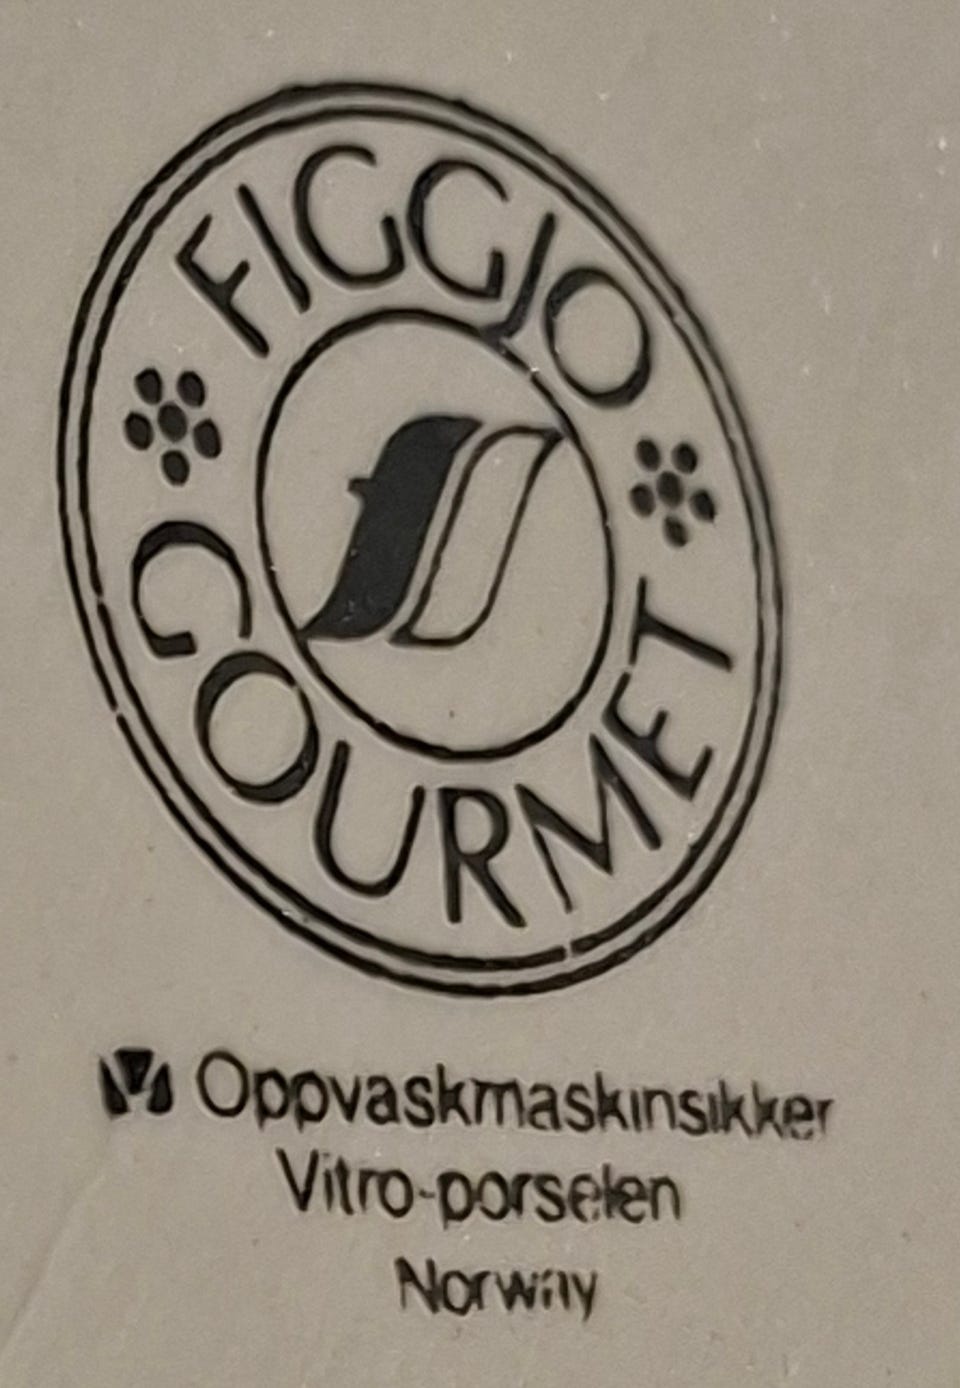 FIGGJO
GOURMET
Oppvaskmaskinsikker
Vitro-porselen
Norway